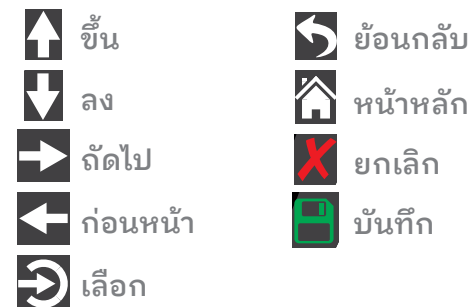 ขึ้น
ลง
ถัดไป
ก่อนหน้า
เลือก
ย้อนกลับ
หน้าหลัก
ยกเลิก
บันทึก